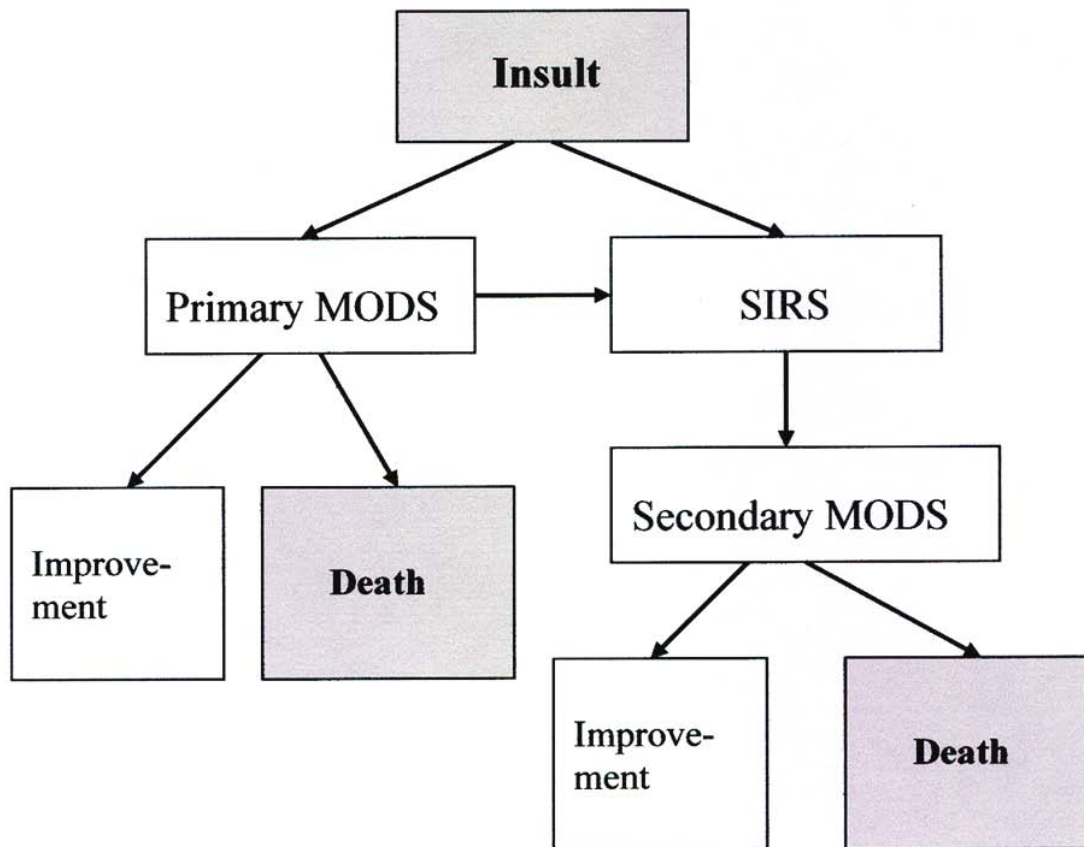 Insult
Primary MODS
SIRS
Improve-
ment
Death
Secondary MODS
Improve-
ment
Death